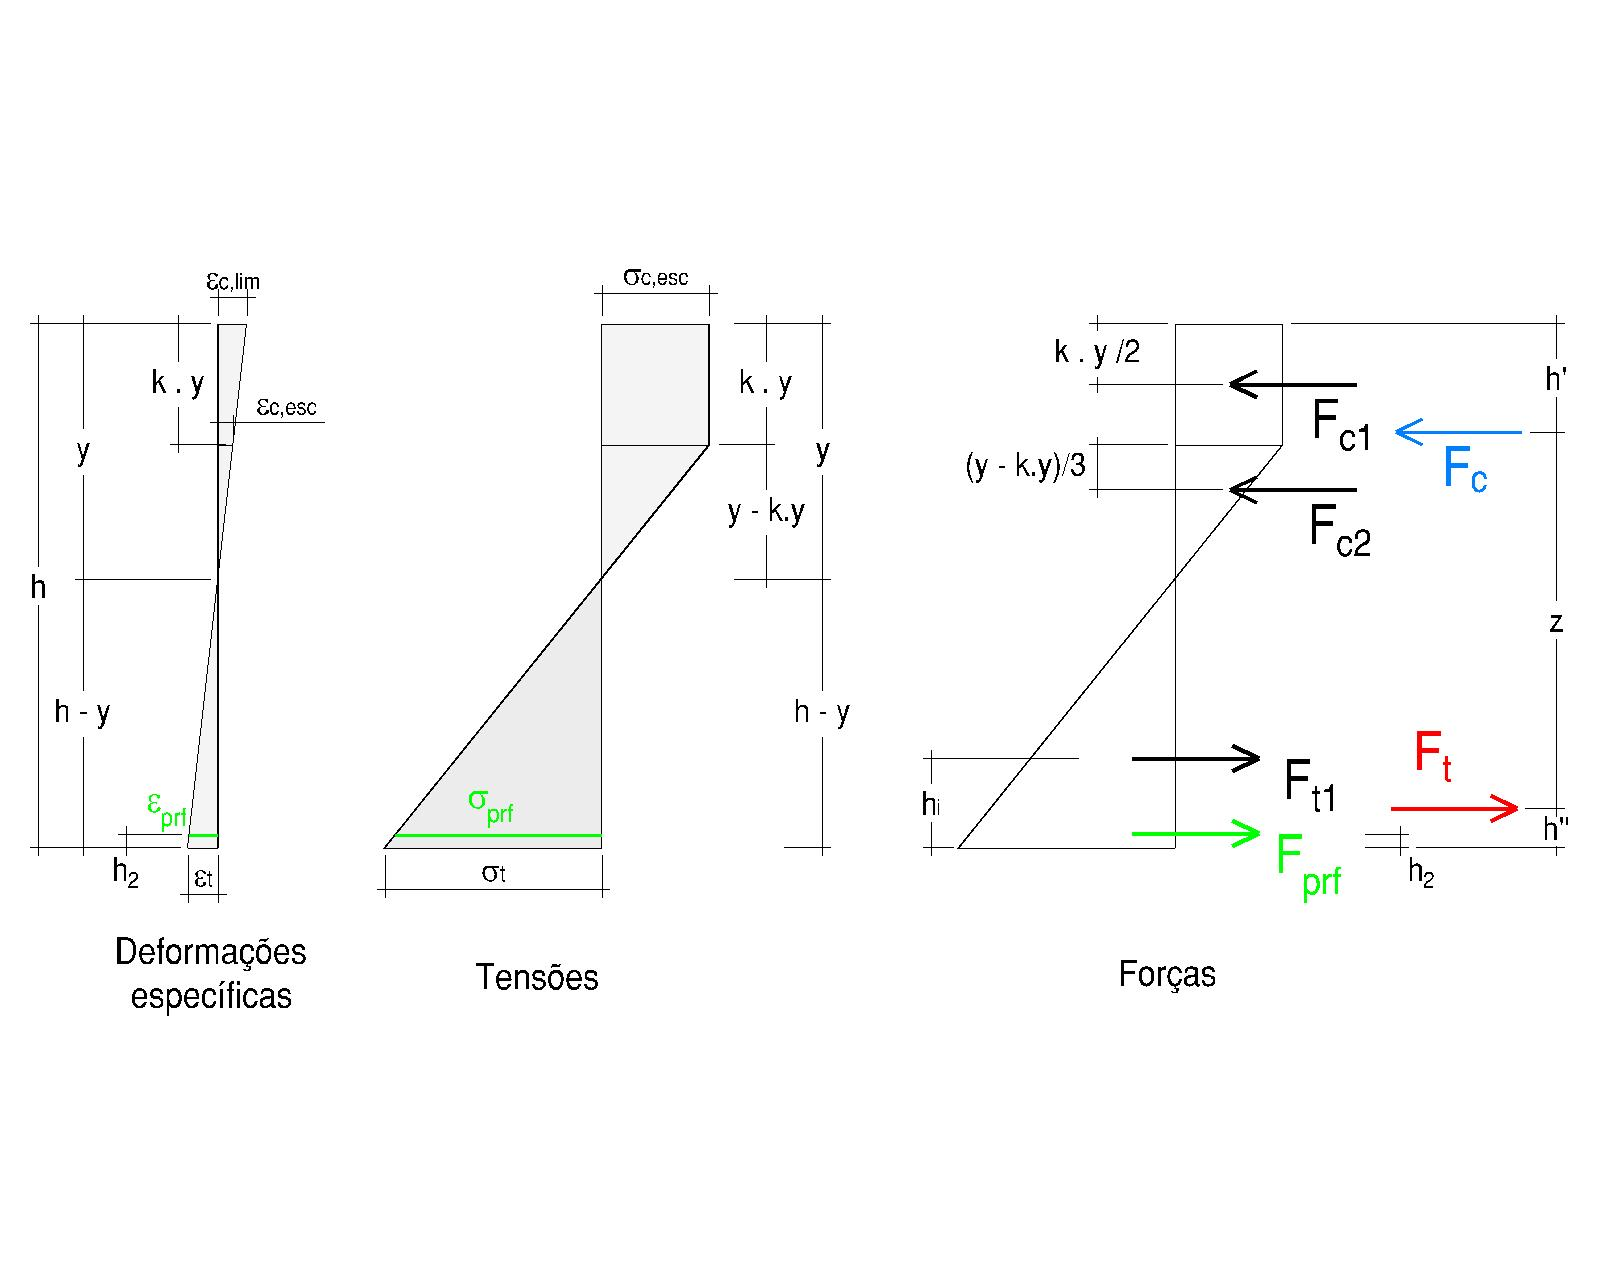 εc,lim
k . y
εc,esc
y
h
h - y
εprf
h2
εt
Deformações
específicas
σc,esc
k . y
y
y - k.y
h - y
σprf
σt
Tensões
k . y /2
(y - k.y)/3
Fc1
Fc
Fc2
h'
z
hi
Ft1
Ft
Fprf
h"
h2
Forças